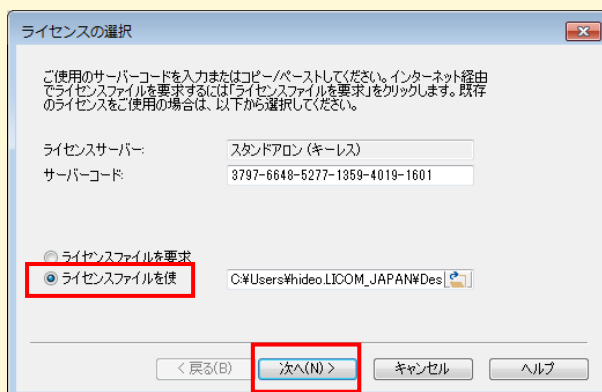 ライセンスの選択
ご使用のサーバーコードを入力またはコピー/ペーストしてください。インターネット経由
でライセンスファイルを要求するには「ライセンスファイルを要求」をクリックします。既存
のライセンスをご使用の場合は、以下から選択してください。
ライセンスサーバー: スタンドアロン (キーレス)
サーバーコード: 3797-6648-5277-1359-4019-1601
ライセンスファイルを要求
ライセンスファイルを使 C:¥Users¥hideo.LICOM_JAPAN¥Des
< 戻る(B) 次へ(N) > キャンセル ヘルプ